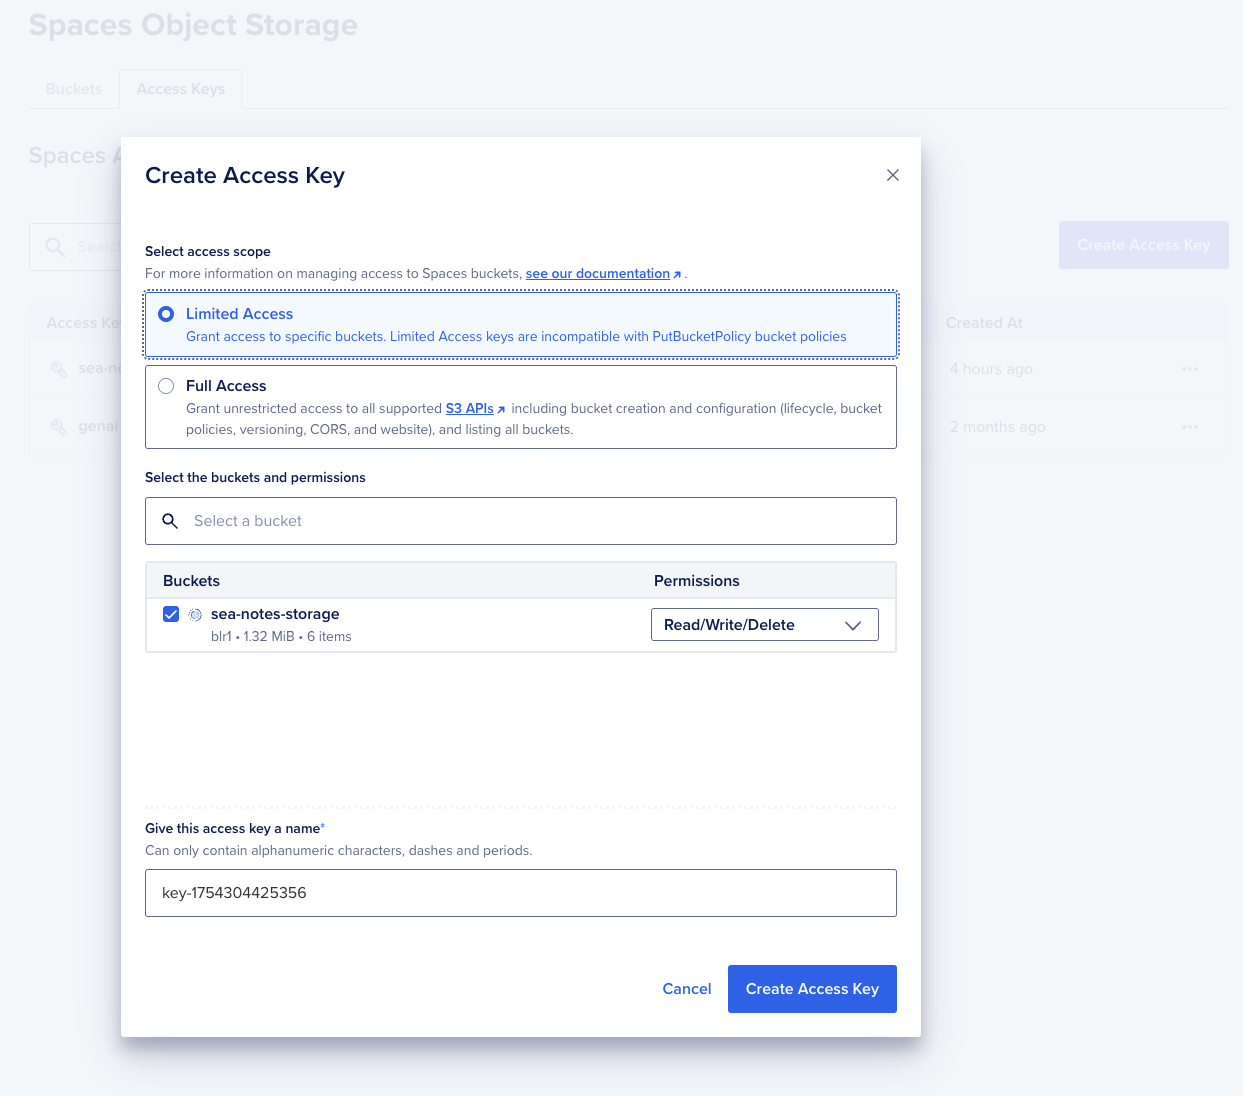 Spaces Object Storage
Buckets
Access Keys
Spaces A
Search
Create Access Key
Access Key
Created At
sea-no
4 hours ago
genai
2 months ago
Create Access Key
Select access scope
For more information on managing access to Spaces buckets, see our documentation.
Limited Access
Grant access to specific buckets. Limited Access keys are incompatible with PutBucketPolicy bucket policies
Full Access
Grant unrestricted access to all supported S3 APIs including bucket creation and configuration (lifecycle, bucket
policies, versioning, CORS, and website), and listing all buckets.
Select the buckets and permissions
Select a bucket
Buckets
Permissions
sea-notes-storage
blr1 • 1.32 MiB • 6 items
Read/Write/Delete
Give this access key a name*
Can only contain alphanumeric characters, dashes and periods.
key-1754304425356
Cancel
Create Access Key